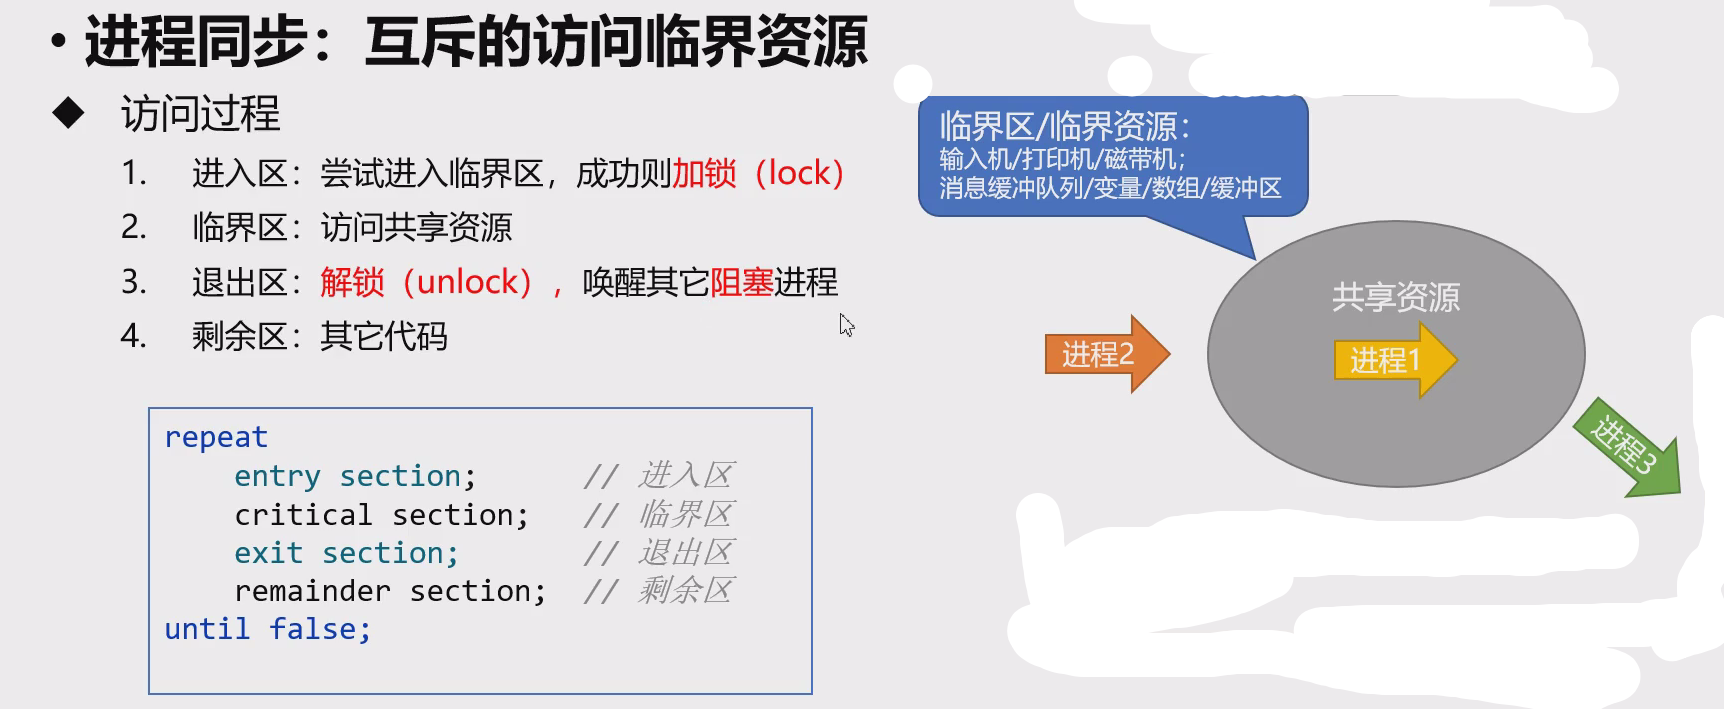 • 进程同步：互斥的访问临界资源
◆ 访问过程
1. 进入区：尝试进入临界区，成功则加锁（lock）
2. 临界区：访问共享资源
3. 退出区：解锁（unlock），唤醒其它阻塞进程
4. 剩余区：其它代码
repeat
entry section; // 进入区
critical section; // 临界区
exit section; // 退出区
remainder section; // 剩余区
until false;
临界区/临界资源：
输入机/打印机/磁带机；
消息缓冲队列/变量/数组/缓冲区
共享资源
进程2
进程1
进程3